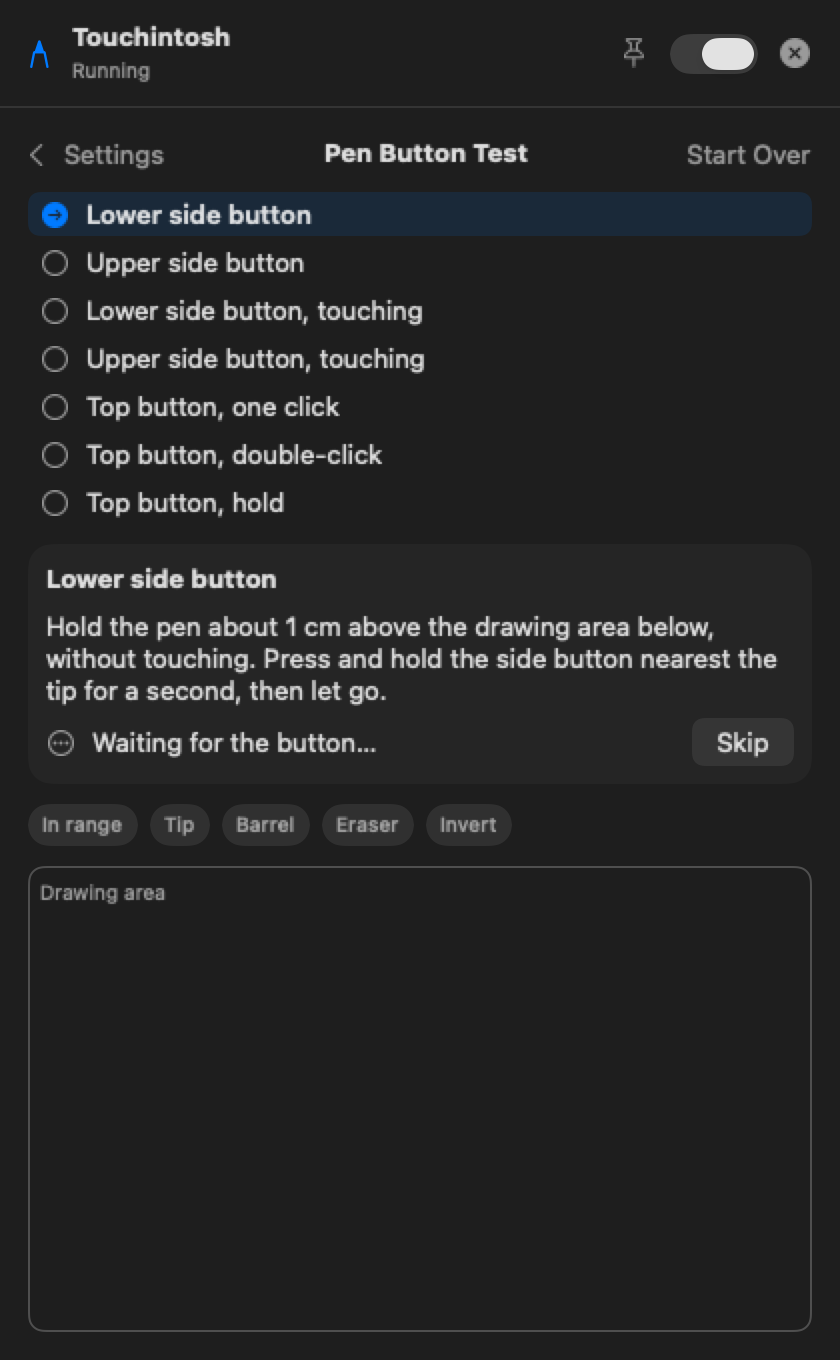 Touchintosh
Running
Settings
Pen Button Test
Start Over
Lower side button
Upper side button
Lower side button, touching
Upper side button, touching
Top button, one click
Top button, double-click
Top button, hold
Lower side button
Hold the pen about 1 cm above the drawing area below,
without touching. Press and hold the side button nearest the
tip for a second, then let go.
Waiting for the button...
Skip
In range
Tip
Barrel
Eraser
Invert
Drawing area